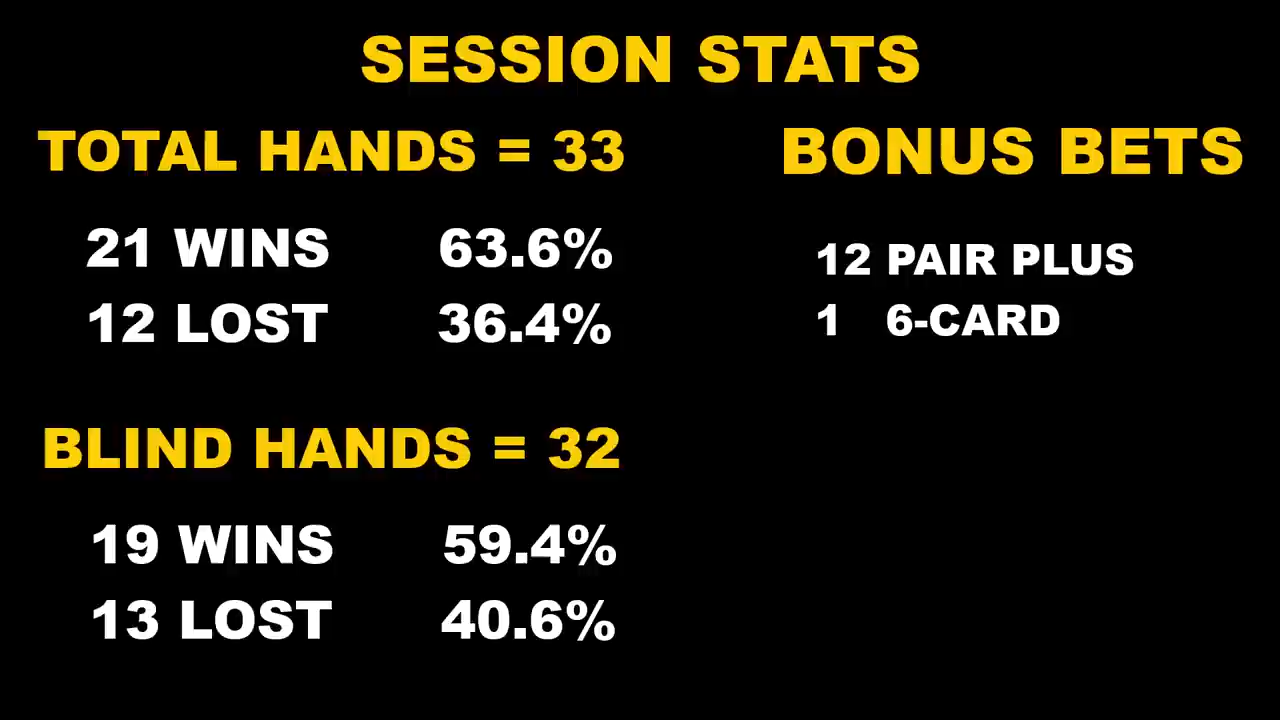 SESSION STATS
TOTAL HANDS = 33
21 WINS 63.6%
12 LOST 36.4%
BLIND HANDS = 32
19 WINS 59.4%
13 LOST 40.6%
BONUS BETS
12 PAIR PLUS
1 6-CARD